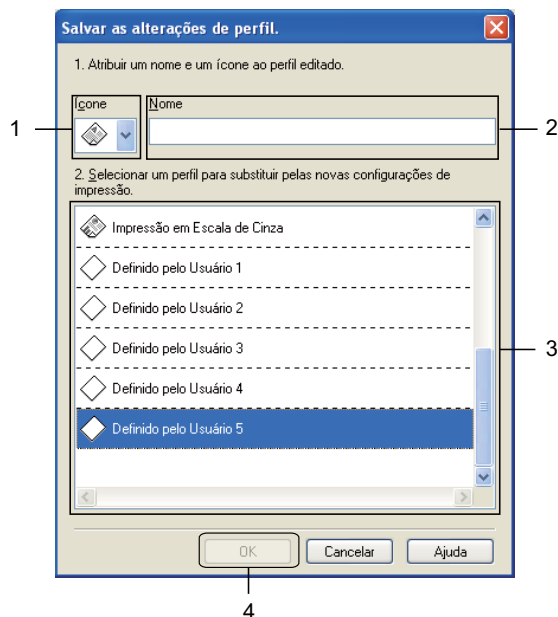 Salvar as alterações de perfil.
1. Atribuir um nome e um ícone ao perfil editado.
Ícone
Nome
1
2
2. Selecionar um perfil para substituir pelas novas configurações de
impressão.
Impressão em Escala de Cinza
Definido pelo Usuário 1
Definido pelo Usuário 2
Definido pelo Usuário 3
3
Definido pelo Usuário 4
Definido pelo Usuário 5
OK
Cancelar
Ajuda
4